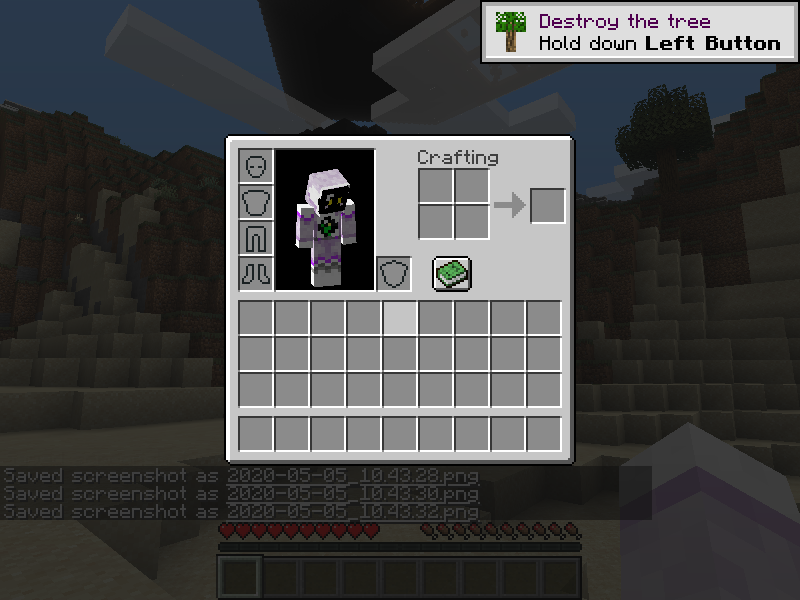 Destroy the tree
Hold down Left Button
Crafting
Saved screenshot as 2020-05-05_10.43.28.png
Saved screenshot as 2020-05-05_10.43.30.png
Saved screenshot as 2020-05-05_10.43.32.png